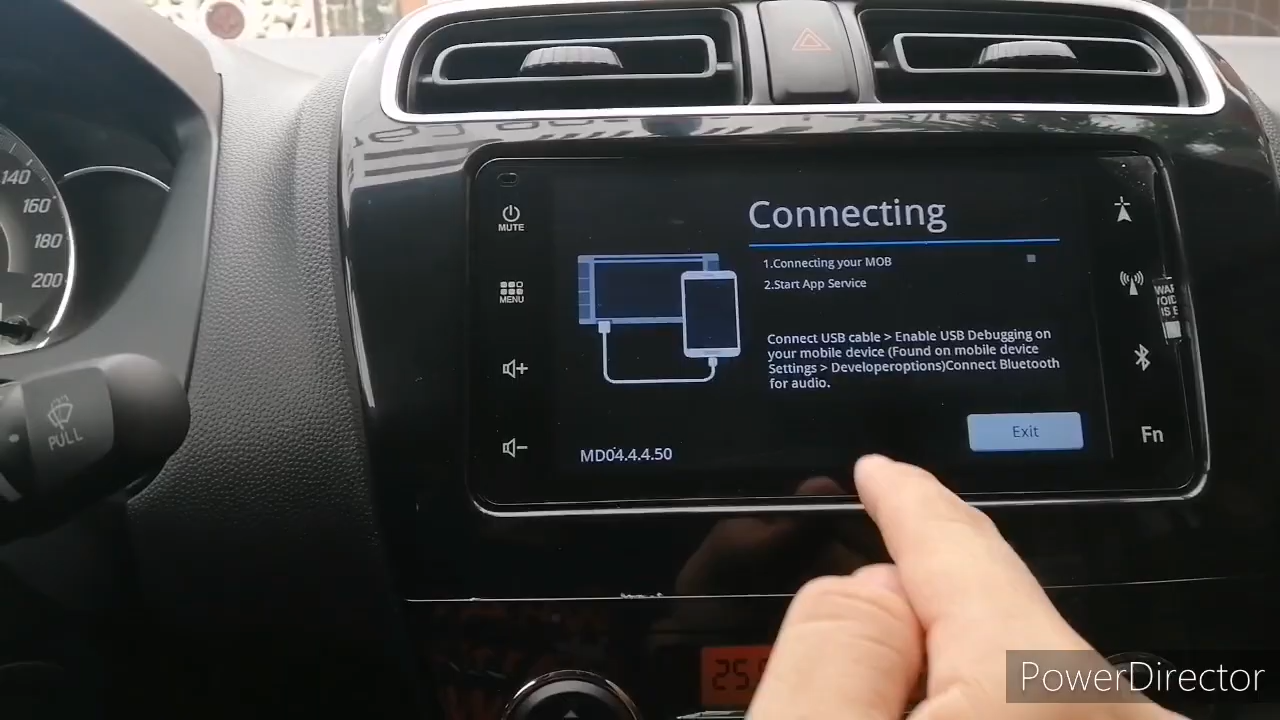 140
160
180
200
PULL
MUTE
MENU
Connecting
1.Connecting your MOB
2.Start App Service
Connect USB cable > Enable USB Debugging on
your mobile device (Found on mobile device
Settings > Developeroptions)Connect Bluetooth
for audio.
Exit
MD04.4.4.50
Fn
25
PowerDirector